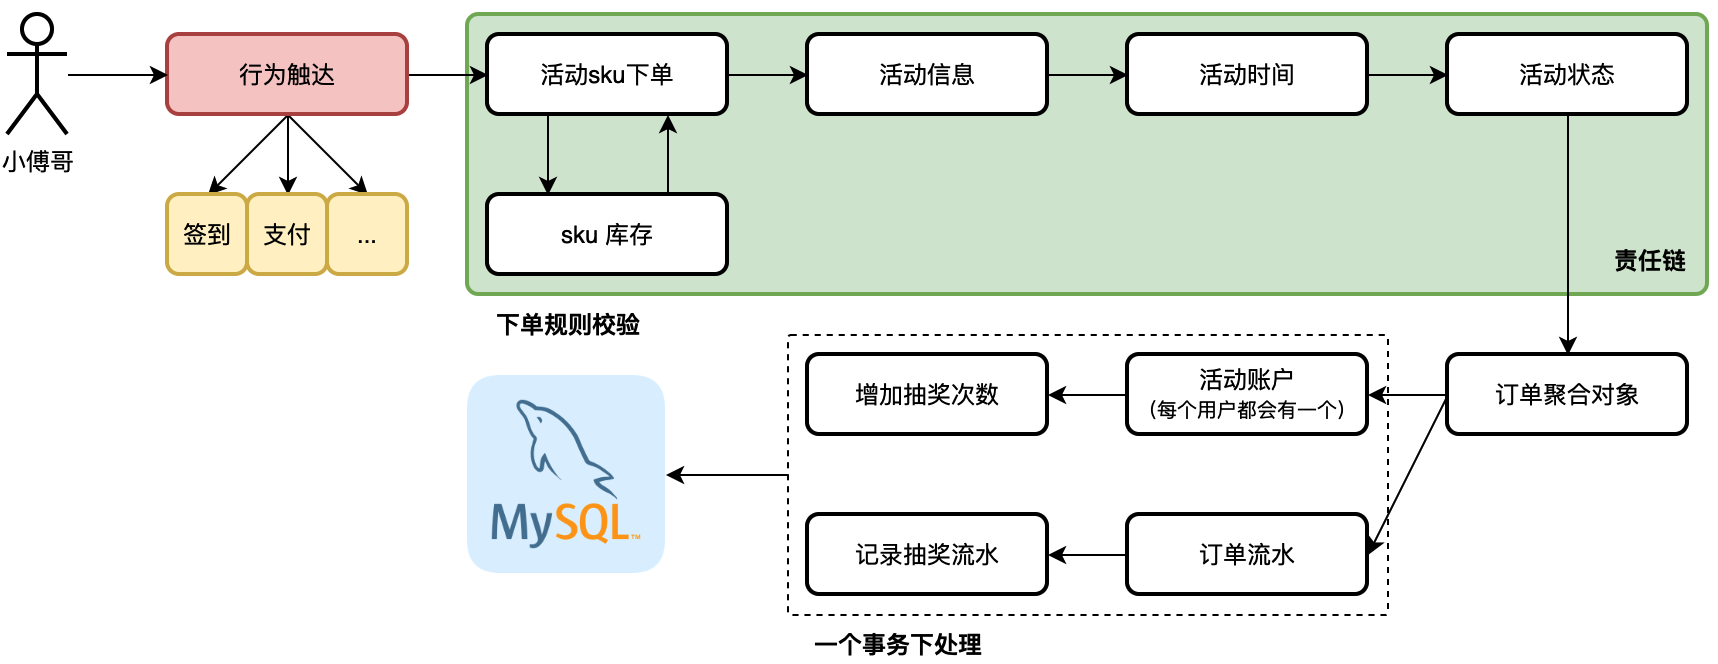 小傅哥
行为触达
签到
支付
...
活动sku下单
活动信息
活动时间
活动状态
sku 库存
责任链
下单规则校验
增加抽奖次数
活动账户
(每个用户都会有一个)
订单聚合对象
MySQL™
记录抽奖流水
订单流水
一个事务下处理